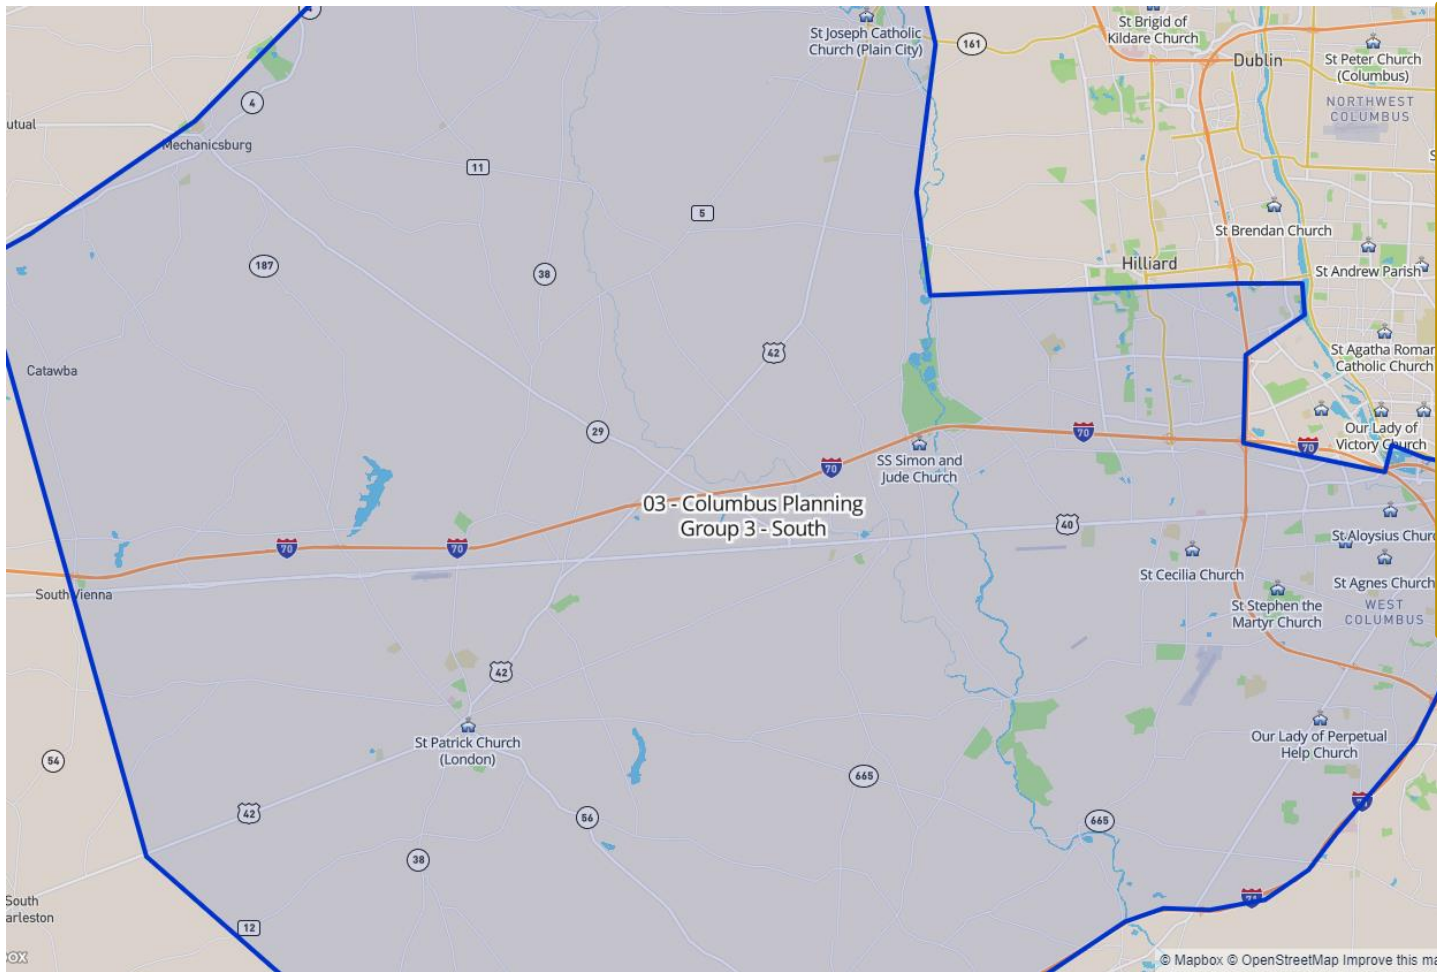 St Joseph Catholic
Church (Plain City)
161
St Brigid of
Kildare Church
Dublin
St Peter Church
(Columbus)
NORTHWEST
COLUMBUS
4
utual
Mechanicsburg
11
5
S
St Brendan Church
187
38
Hilliard
St Andrew Parish
42
St Agatha Roman
Catholic Church
Catawba
29
70
70
70
Our Lady of
Victory Church
SS Simon and
Jude Church
03 - Columbus Planning
Group 3 - South
40
70
70
St Aloysius Churc
St Cecilia Church
St Agnes Church
South Vienna
St Stephen the
Martyr Church
WEST
COLUMBUS
42
St Patrick Church
(London)
Our Lady of Perpetual
Help Church
54
665
42
56
665
71
38
71
South
arleston
12
box
© Mapbox © OpenStreetMap Improve this ma